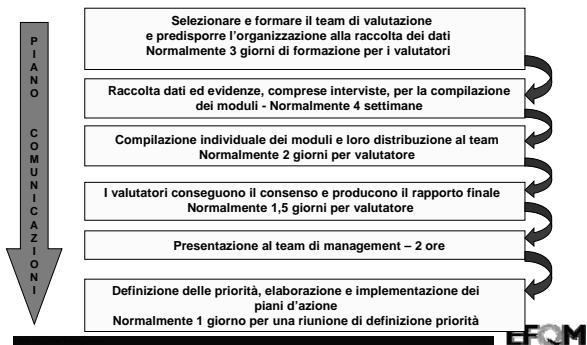 PIANO COMUNICAZIONI
Selezionare e formare il team di valutazione
e predisporre l'organizzazione alla raccolta dei dati
Normalmente 3 giorni di formazione per i valutatori
Raccolta dati ed evidenze, comprese interviste, per la compilazione
dei moduli - Normalmente 4 settimane
Compilazione individuale dei moduli e loro distribuzione al team
Normalmente 2 giorni per valutatore
I valutatori conseguono il consenso e producono il rapporto finale
Normalmente 1,5 giorni per valutatore
Presentazione al team di management – 2 ore
Definizione delle priorità, elaborazione e implementazione dei
piani d'azione
Normalmente 1 giorno per una riunione di definizione priorità
EFQM